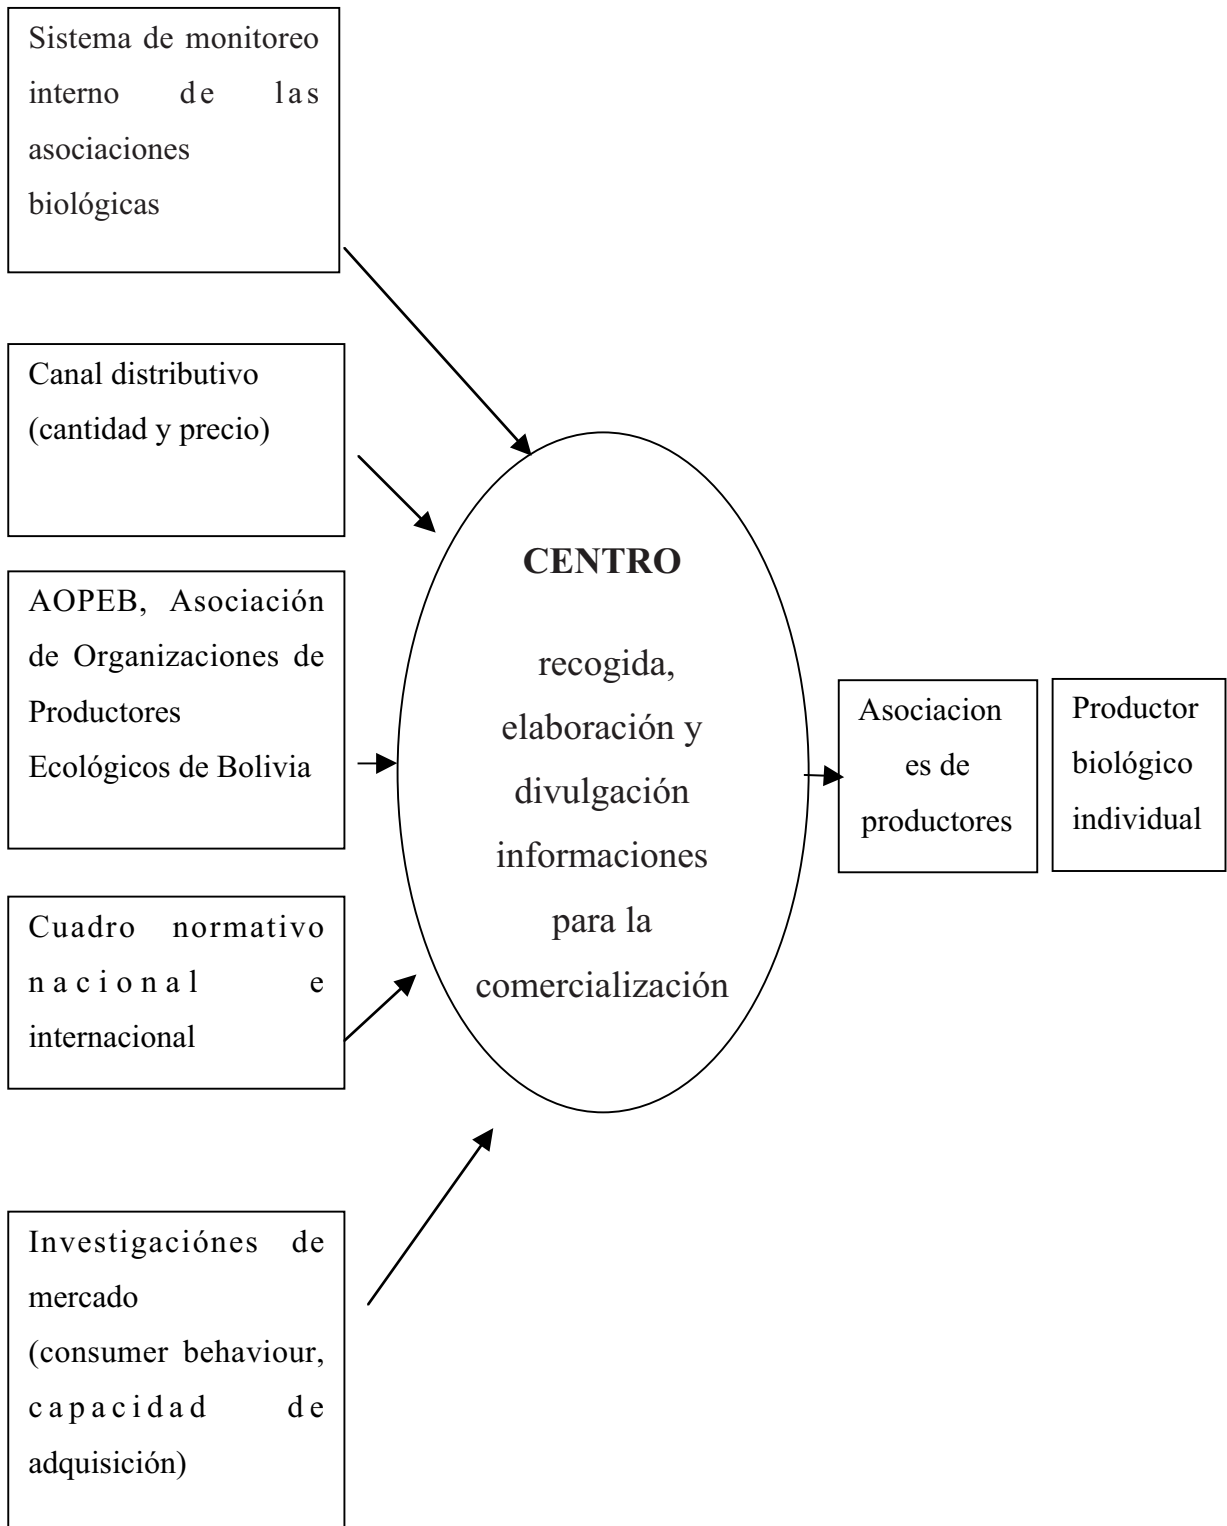 Sistema de monitoreo
interno de las
asociaciones
biológicas
Canal distributivo
(cantidad y precio)
AOPEB, Asociación
de Organizaciones de
Productores
Ecológicos de Bolivia
Cuadro normativo
nacional e
internacional
Investigaciónes de
mercado
(consumer behaviour,
capacidad de
adquisición)
CENTRO
recogida,
elaboración y
divulgación
informaciones
para la
comercialización
Asociacion
es de
productores
Productor
biológico
individual